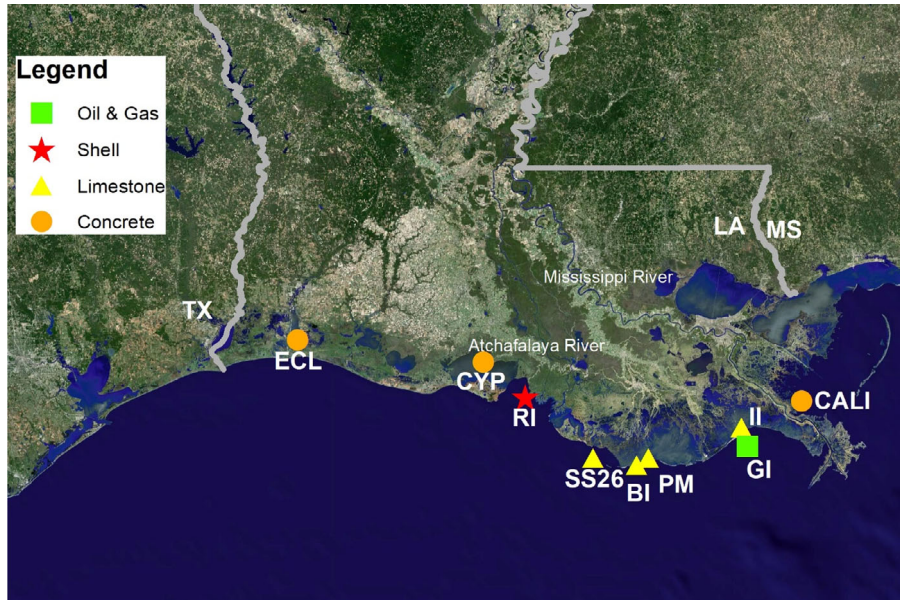 Legend
Oil & Gas
Shell
Limestone
Concrete
LA MS
Mississippi River
TX
Atchafalaya River
ECL
CYP
RI
CALI
II
GI
SS26
BI
PM